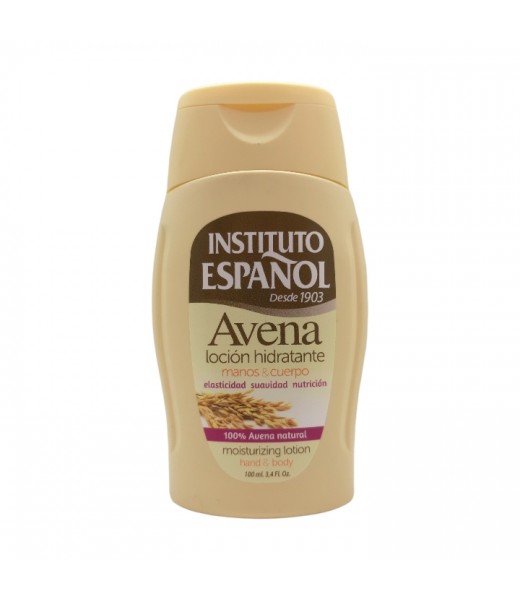 INSTITUTO
ESPAÑOL
Desde 1903
Avena
loción hidratante
manos & cuerpo
elasticidad suavidad nutrición
100% Avena natural
moisturizing lotion
hand & body
100 ml. 3,4 Fl. Oz.